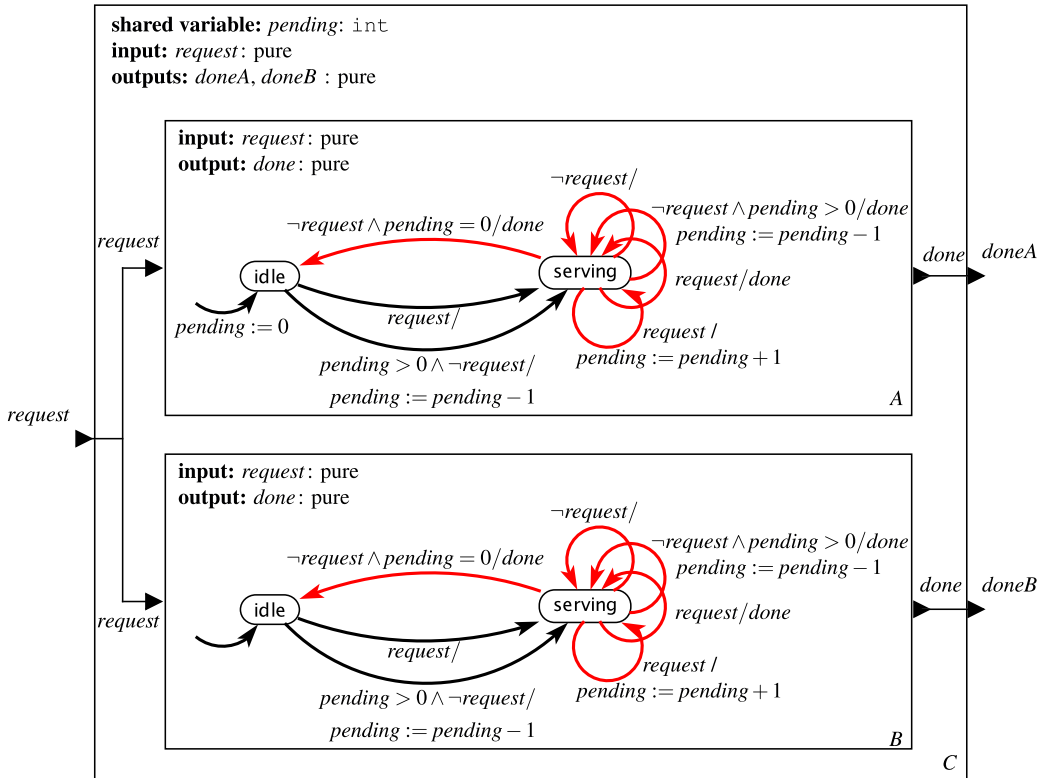 shared variable: pending: int
input: request: pure
outputs: doneA, doneB : pure
input: request: pure
output: done: pure
¬request/
¬request ∧ pending = 0/done
¬request ∧ pending > 0/done
pending := pending − 1
request
idle
serving
request/done
done
doneA
pending := 0
request/
request /
pending := pending + 1
pending > 0 ∧ ¬request/
pending := pending − 1
A
request
input: request: pure
output: done: pure
¬request/
¬request ∧ pending = 0/done
¬request ∧ pending > 0/done
pending := pending − 1
request
idle
serving
request/done
done
doneB
request/
request /
pending := pending + 1
pending > 0 ∧ ¬request/
pending := pending − 1
B
C